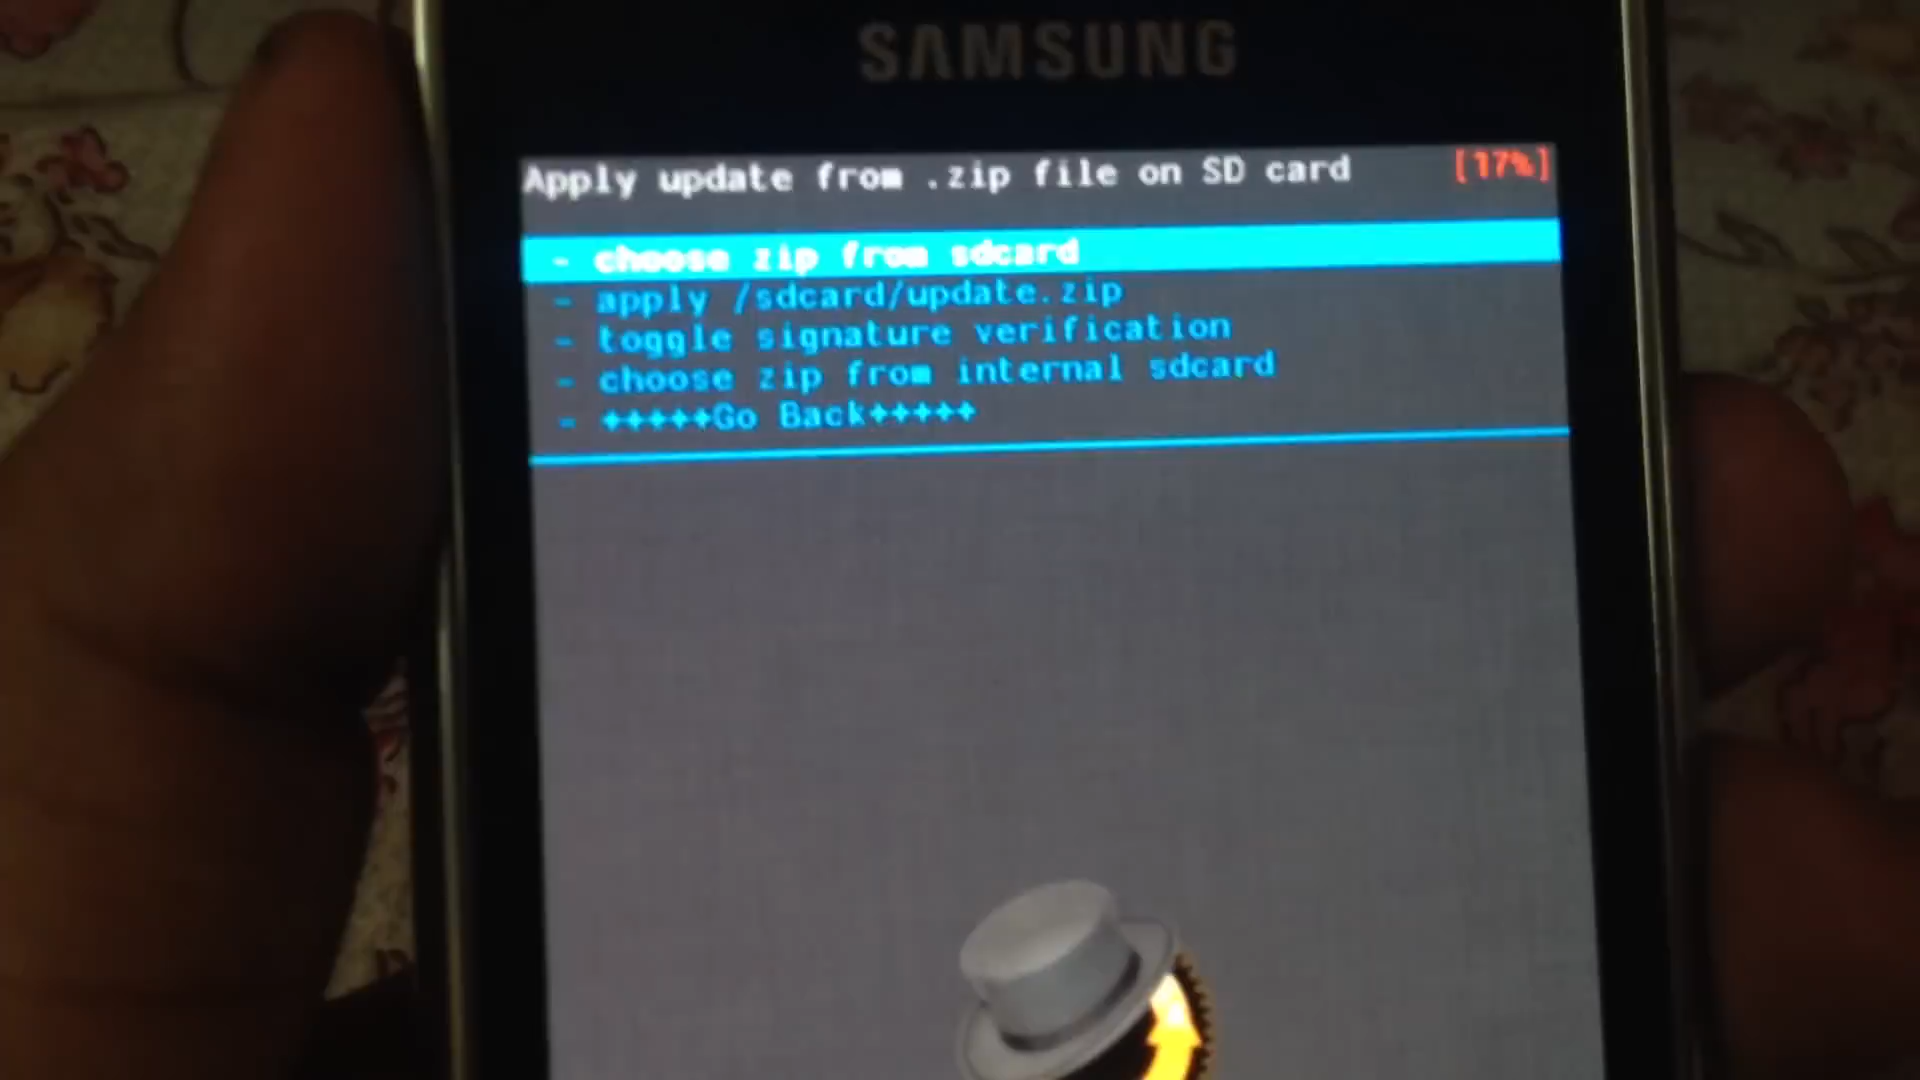 SAMSUNG
Apply update from .zip file on SD card [17%]
- choose zip from sdcard
- apply /sdcard/update.zip
- toggle signature verification
- choose zip from internal sdcard
- +++++Go Back+++++